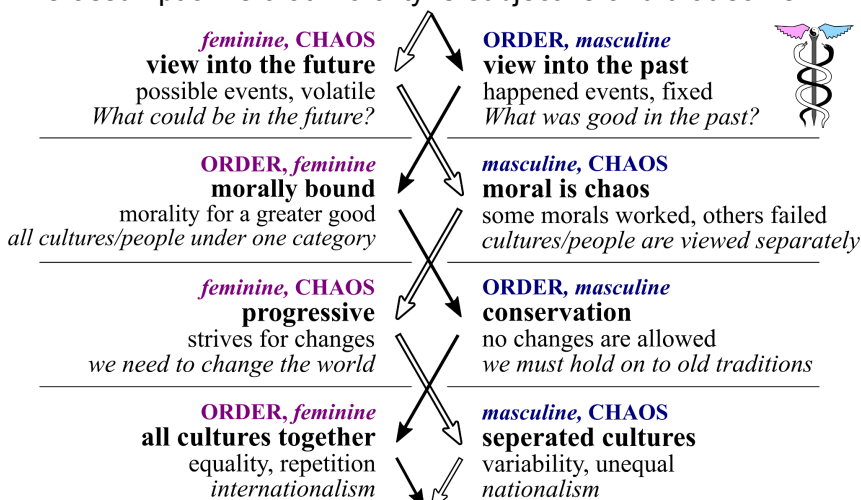 feminine, CHAOS
view into the future
possible events, volatile
What could be in the future?
ORDER, masculine
view into the past
happened events, fixed
What was good in the past?
ORDER, feminine
morally bound
morality for a greater good
all cultures/people under one category
masculine, CHAOS
moral is chaos
some morals worked, others failed
cultures/people are viewed separately
feminine, CHAOS
progressive
strives for changes
we need to change the world
ORDER, masculine
conservation
no changes are allowed
we must hold on to old traditions
ORDER, feminine
all cultures together
equality, repetition
internationalism
masculine, CHAOS
seperated cultures
variability, unequal
nationalism